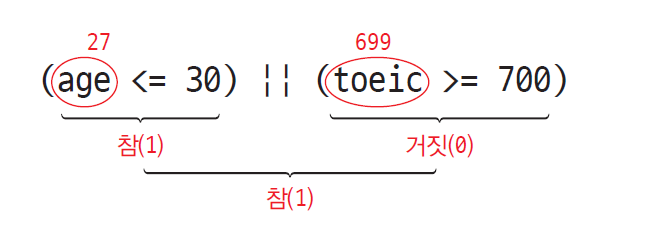 27 699
(age <= 30) || (toeic >= 700)
참(1) 거짓(0)
참(1)